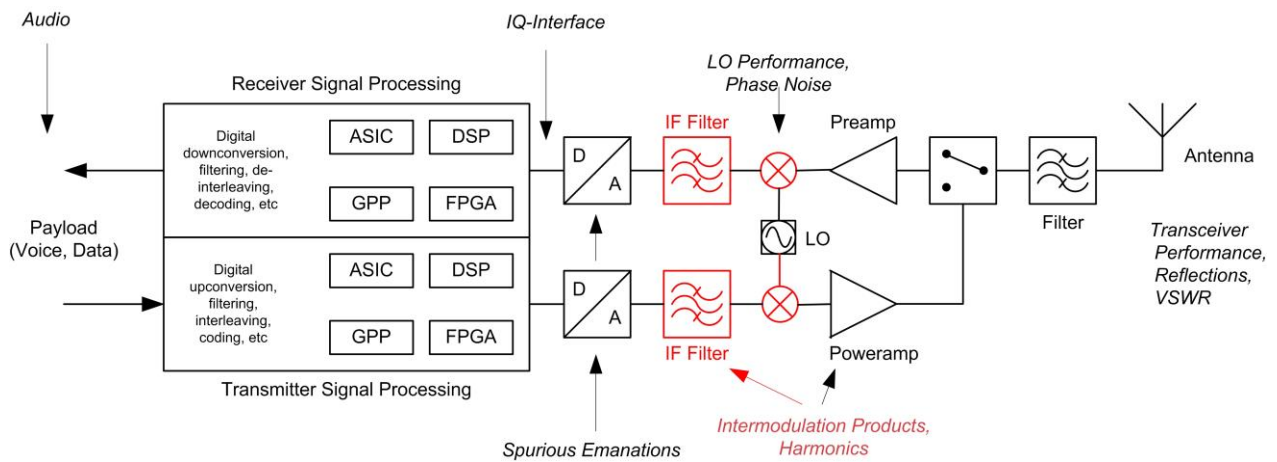 Audio
IQ-Interface
LO Performance,
Phase Noise
Receiver Signal Processing
IF Filter
Preamp
Digital
downconversion,
filtering, de-
interleaving,
decoding, etc
ASIC
DSP
GPP
FPGA
D
A
Antenna
LO
Filter
Payload
(Voice, Data)
Transceiver
Performance,
Reflections,
VSWR
Digital
upconversion,
filtering,
interleaving,
coding, etc
ASIC
DSP
GPP
FPGA
D
A
IF Filter
Poweramp
Transmitter Signal Processing
Intermodulation Products,
Harmonics
Spurious Emanations